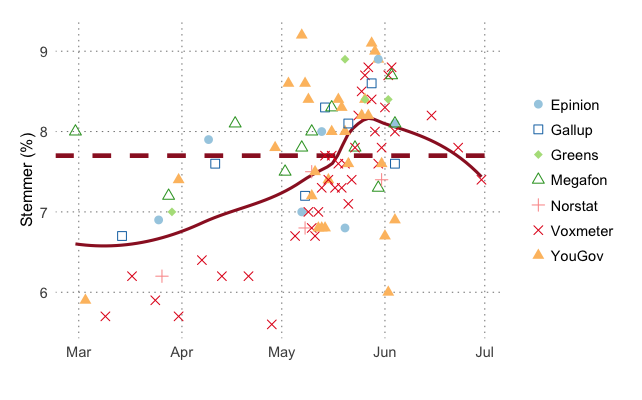 Stemmer (%)
9
8
7
6
Mar
Apr
May
Jun
Jul
Epinion
Gallup
Greens
Megafon
Norstat
Voxmeter
YouGov